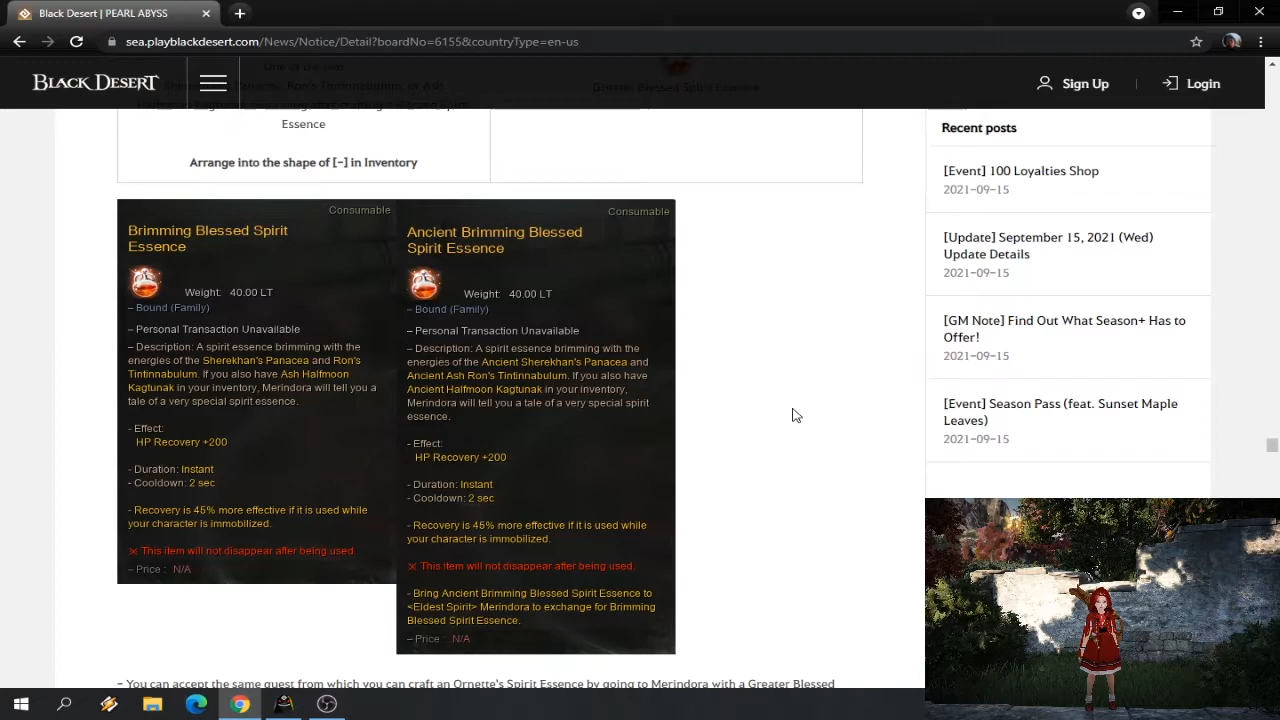 Black Desert | PEARL ABYSS
sea.playblackdesert.com/News/Notice/Detail?boardNo=6155&countryType=en-us
BLACK DESERT
Sign Up
Login
Essence
Arrange into the shape of [-] in Inventory
Consumable
Brimming Blessed Spirit
Essence
Weight: 40.00 LT
– Bound (Family)
– Personal Transaction Unavailable
– Description: A spirit essence brimming with the
energies of the Sherekhan's Panacea and Ron's
Tintinnabulum. If you also have Ash Halfmoon
Kagtunak in your inventory, Merindora will tell you a
tale of a very special spirit essence.
- Effect:
HP Recovery +200
- Duration: Instant
- Cooldown: 2 sec
- Recovery is 45% more effective if it is used while
your character is immobilized.
※ This item will not disappear after being used.
– Price : N/A
Consumable
Ancient Brimming Blessed
Spirit Essence
Weight: 40.00 LT
– Bound (Family)
– Personal Transaction Unavailable
– Description: A spirit essence brimming with the
energies of the Ancient Sherekhan's Panacea and
Ancient Ash Ron's Tintinnabulum. If you also have
Ancient Halfmoon Kagtunak in your inventory,
Merindora will tell you a tale of a very special spirit
essence.
- Effect:
HP Recovery +200
- Duration: Instant
- Cooldown: 2 sec
- Recovery is 45% more effective if it is used while
your character is immobilized.
※ This item will not disappear after being used.
- Bring Ancient Brimming Blessed Spirit Essence to
<Eldest Spirit> Merindora to exchange for Brimming
Blessed Spirit Essence.
– Price : N/A
– You can accept the same quest from which you can craft an Ornette's Spirit Essence by going to Merindora with a Greater Blessed
Recent posts
[Event] 100 Loyalties Shop
2021-09-15
[Update] September 15, 2021 (Wed)
Update Details
2021-09-15
[GM Note] Find Out What Season+ Has to
Offer!
2021-09-15
[Event] Season Pass (feat. Sunset Maple
Leaves)
2021-09-15